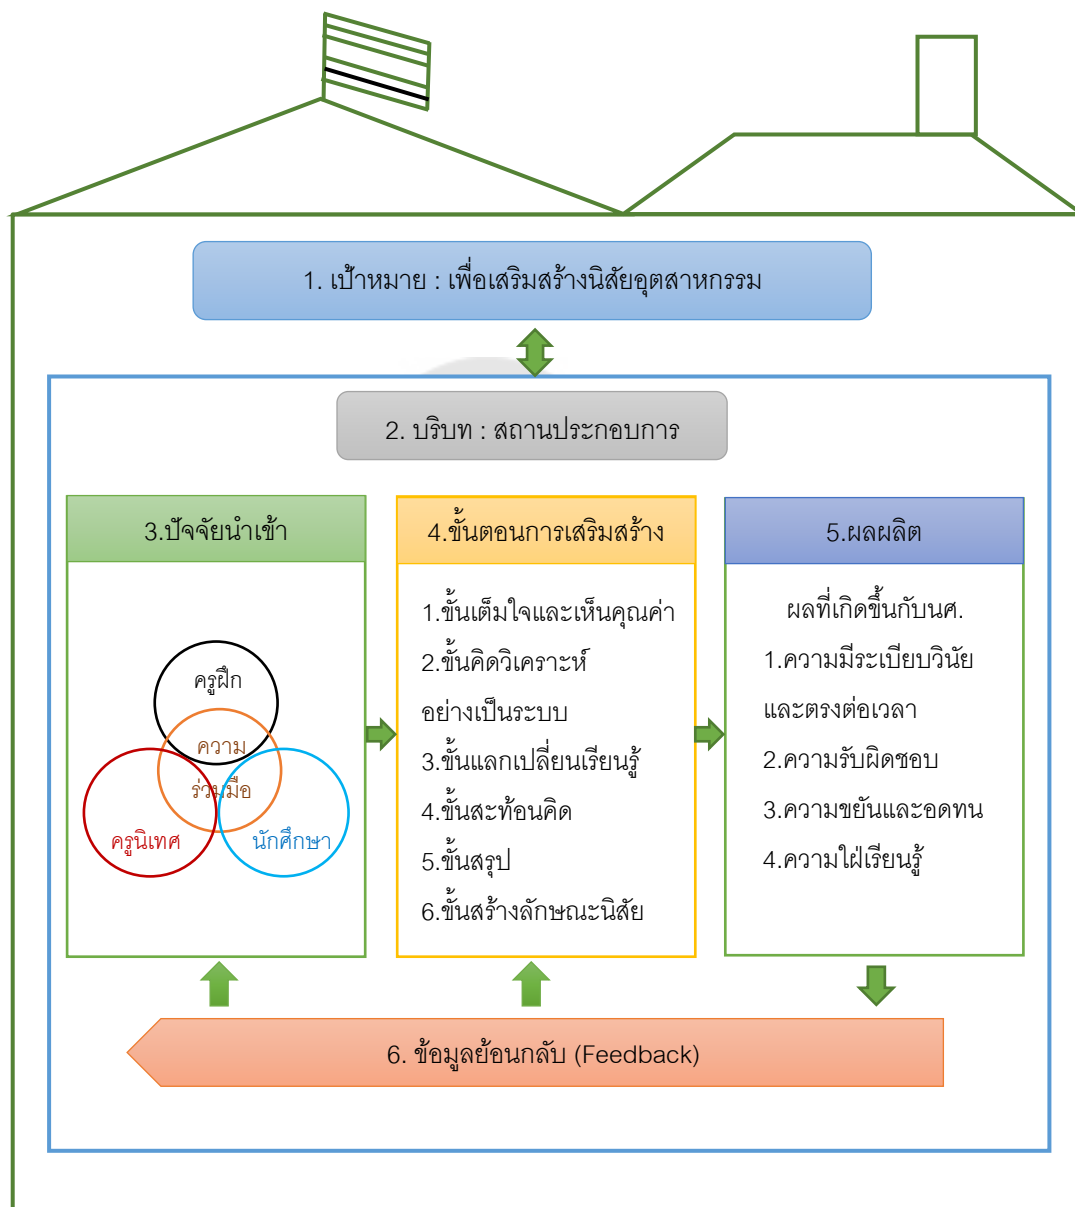 1. เป้าหมาย : เพื่อเสริมสร้างนิสัยอุตสาหกรรม
2. บริบท : สถานประกอบการ
3.ปัจจัยนำเข้า
ครูฝึก
ความ
ร่วมมือ
ครูนิเทศ
นักศึกษา
4.ขั้นตอนการเสริมสร้าง
1.ขั้นเต็มใจและเห็นคุณค่า
2.ขั้นคิดวิเคราะห์
อย่างเป็นระบบ
3.ขั้นแลกเปลี่ยนเรียนรู้
4.ขั้นสะท้อนคิด
5.ขั้นสรุป
6.ขั้นสร้างลักษณะนิสัย
5.ผลผลิต
ผลที่เกิดขึ้นกับนศ.
1.ความมีระเบียบวินัย
และตรงต่อเวลา
2.ความรับผิดชอบ
3.ความขยันและอดทน
4.ความใฝ่เรียนรู้
6. ข้อมูลย้อนกลับ (Feedback)